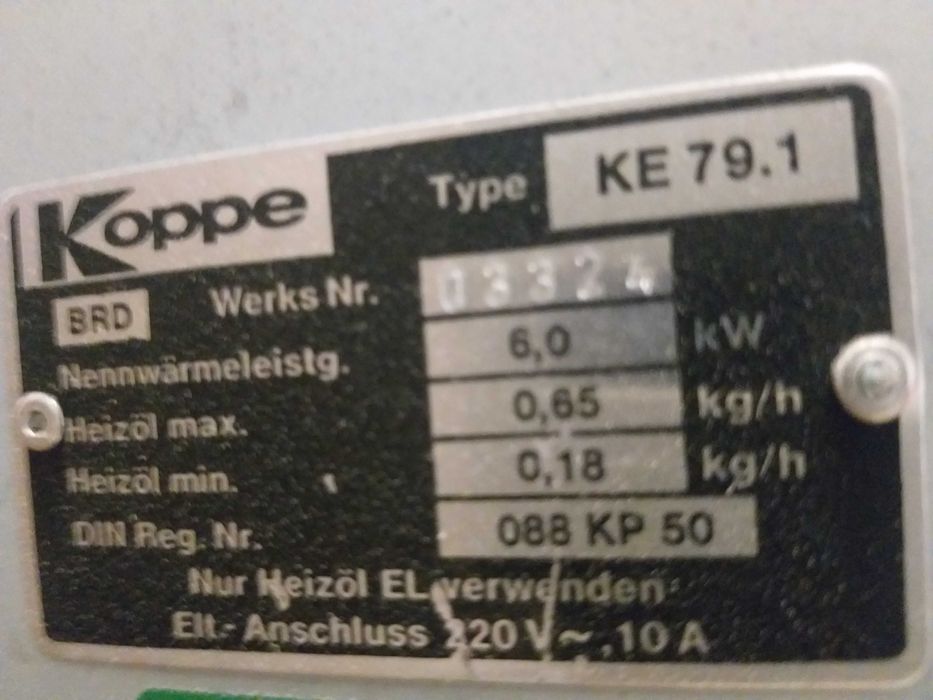 Koppe Type KE 79.1
BRD Werks Nr. 03324
Nennwärmeleistg. 6,0 kW
Heizöl max. 0,65 kg/h
Heizöl min. 0,18 kg/h
DIN Reg. Nr. 088 KP 50
Nur Heizöl EL verwenden
Elt.- Anschluss 220 V ~ , 10 A